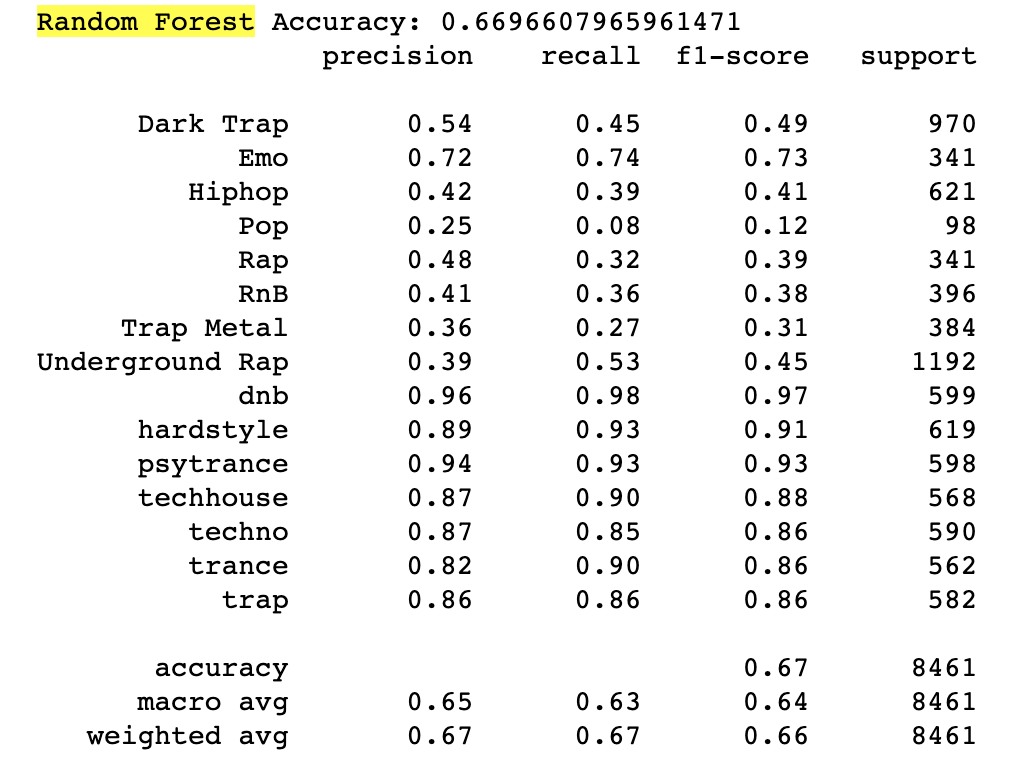 Random Forest Accuracy: 0.6696607965961471
precision recall f1-score support
Dark Trap 0.54 0.45 0.49 970
Emo 0.72 0.74 0.73 341
Hiphop 0.42 0.39 0.41 621
Pop 0.25 0.08 0.12 98
Rap 0.48 0.32 0.39 341
RnB 0.41 0.36 0.38 396
Trap Metal 0.36 0.27 0.31 384
Underground Rap 0.39 0.53 0.45 1192
dnb 0.96 0.98 0.97 599
hardstyle 0.89 0.93 0.91 619
psytrance 0.94 0.93 0.93 598
techhouse 0.87 0.90 0.88 568
techno 0.87 0.85 0.86 590
trance 0.82 0.90 0.86 562
trap 0.86 0.86 0.86 582
accuracy 0.67 8461
macro avg 0.65 0.63 0.64 8461
weighted avg 0.67 0.67 0.66 8461